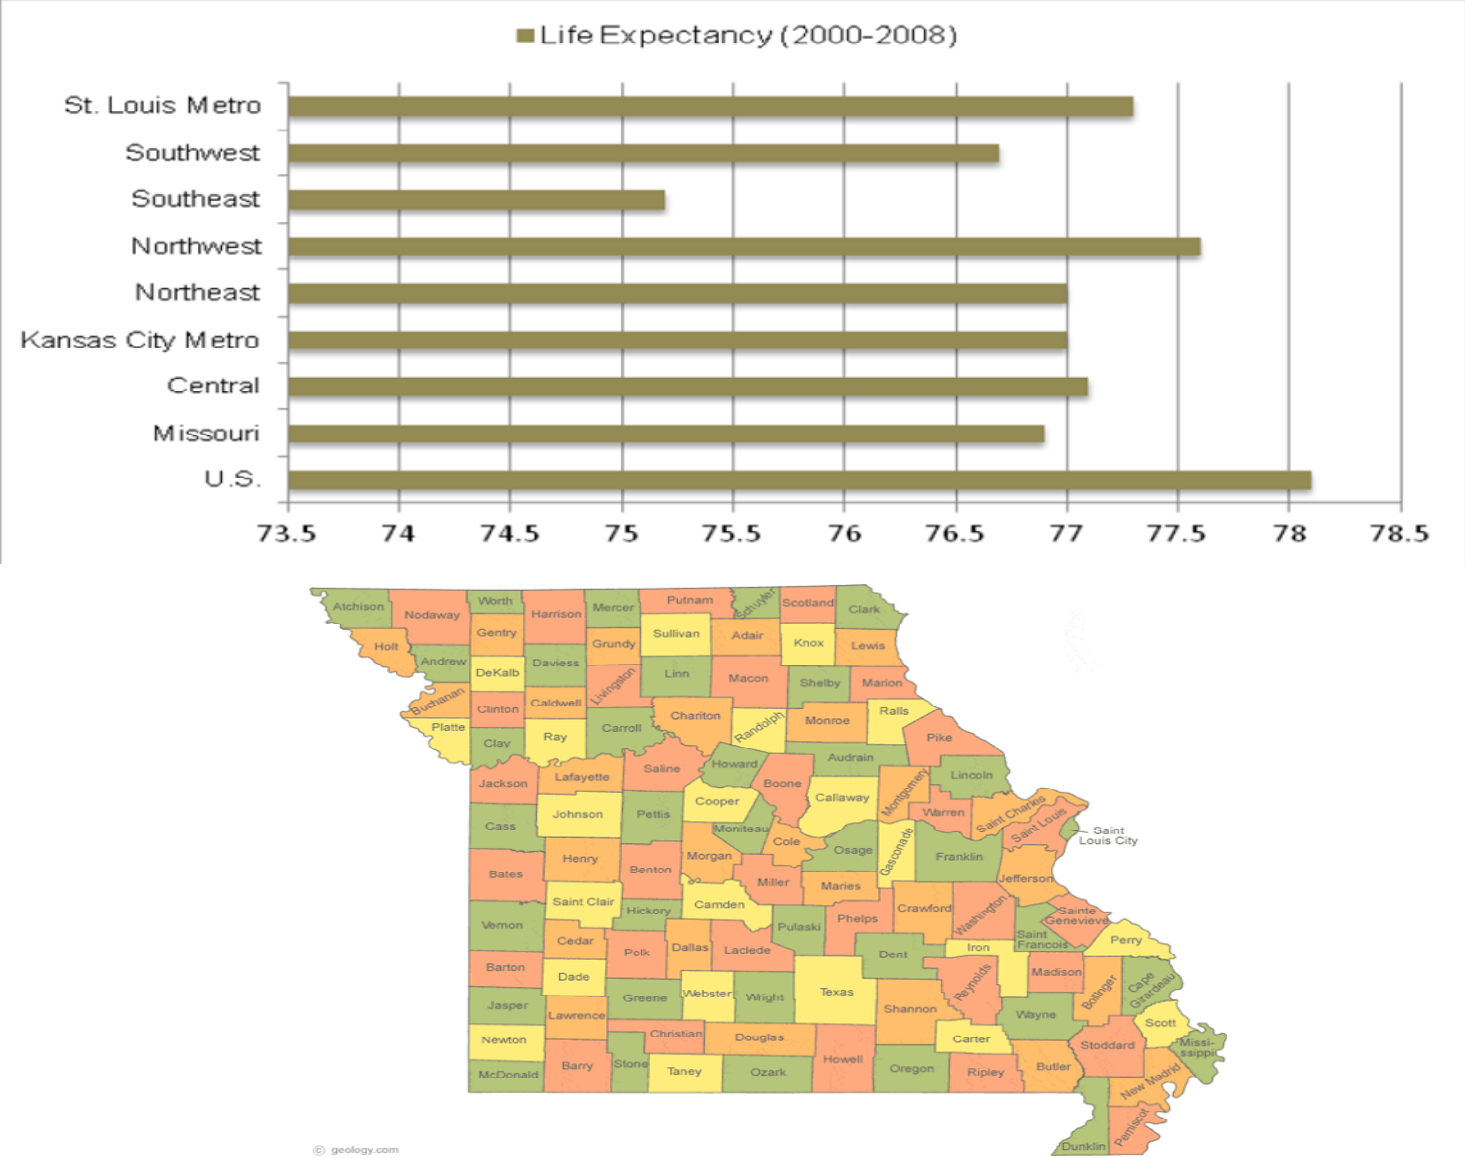 Life Expectancy (2000-2008)
St. Louis Metro
Southwest
Southeast
Northwest
Northeast
Kansas City Metro
Central
Missouri
U.S.
73.5 74 74.5 75 75.5 76 76.5 77 77.5 78 78.5
Atchison Nodaway Worth Harrison Mercer Putnam Schuyler Scotland Clark
Holt Andrew Gentry DeKalb Daviess Grundy Sullivan Adair Knox Lewis
Buchanan Clinton Caldwell Livingston Linn Macon Shelby Marion
Platte Clay Ray Carroll Chariton Randolph Monroe Ralls Pike
Jackson Lafayette Saline Howard Boone Audrain Lincoln
Cass Johnson Pettis Cooper Moniteau Cole Callaway Montgomery Warren Saint Charles Saint Louis
Saint
Louis City
Bates Henry Benton Morgan Miller Osage Maries Gasconade Franklin Jefferson
Vernon Saint Clair Hickory Camden Pulaski Phelps Crawford Washington
Saint
Francois
Sainte
Genevieve
Perry
Barton Cedar Dade Polk Dallas Laclede Dent Iron Reynolds Madison Bollinger
Cape
Girardeau
Jasper Lawrence Greene Webster Wright Texas Shannon Wayne Scott
Newton Christian Douglas Howell Carter Stoddard
Missi-
ssippi
McDonald Barry Stone Taney Ozark Oregon Ripley Butler New Madrid
Dunklin Pemiscot
© geology.com